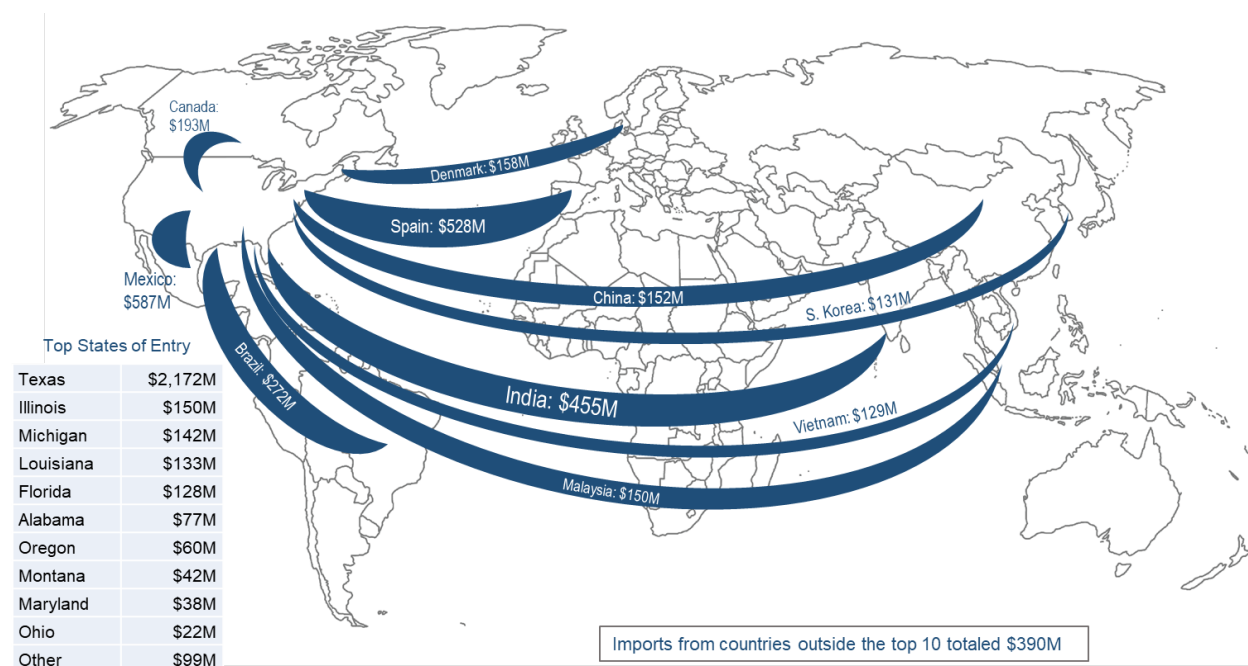 Canada:
$193M
Denmark: $158M
Spain: $528M
China: $152M
Mexico:
$587M
S. Korea: $131M
Brazil: $272M
India: $455M
Vietnam: $129M
Malaysia: $150M
Top States of Entry
Texas $2,172M
Illinois $150M
Michigan $142M
Louisiana $133M
Florida $128M
Alabama $77M
Oregon $60M
Montana $42M
Maryland $38M
Ohio $22M
Other $99M
Imports from countries outside the top 10 totaled $390M